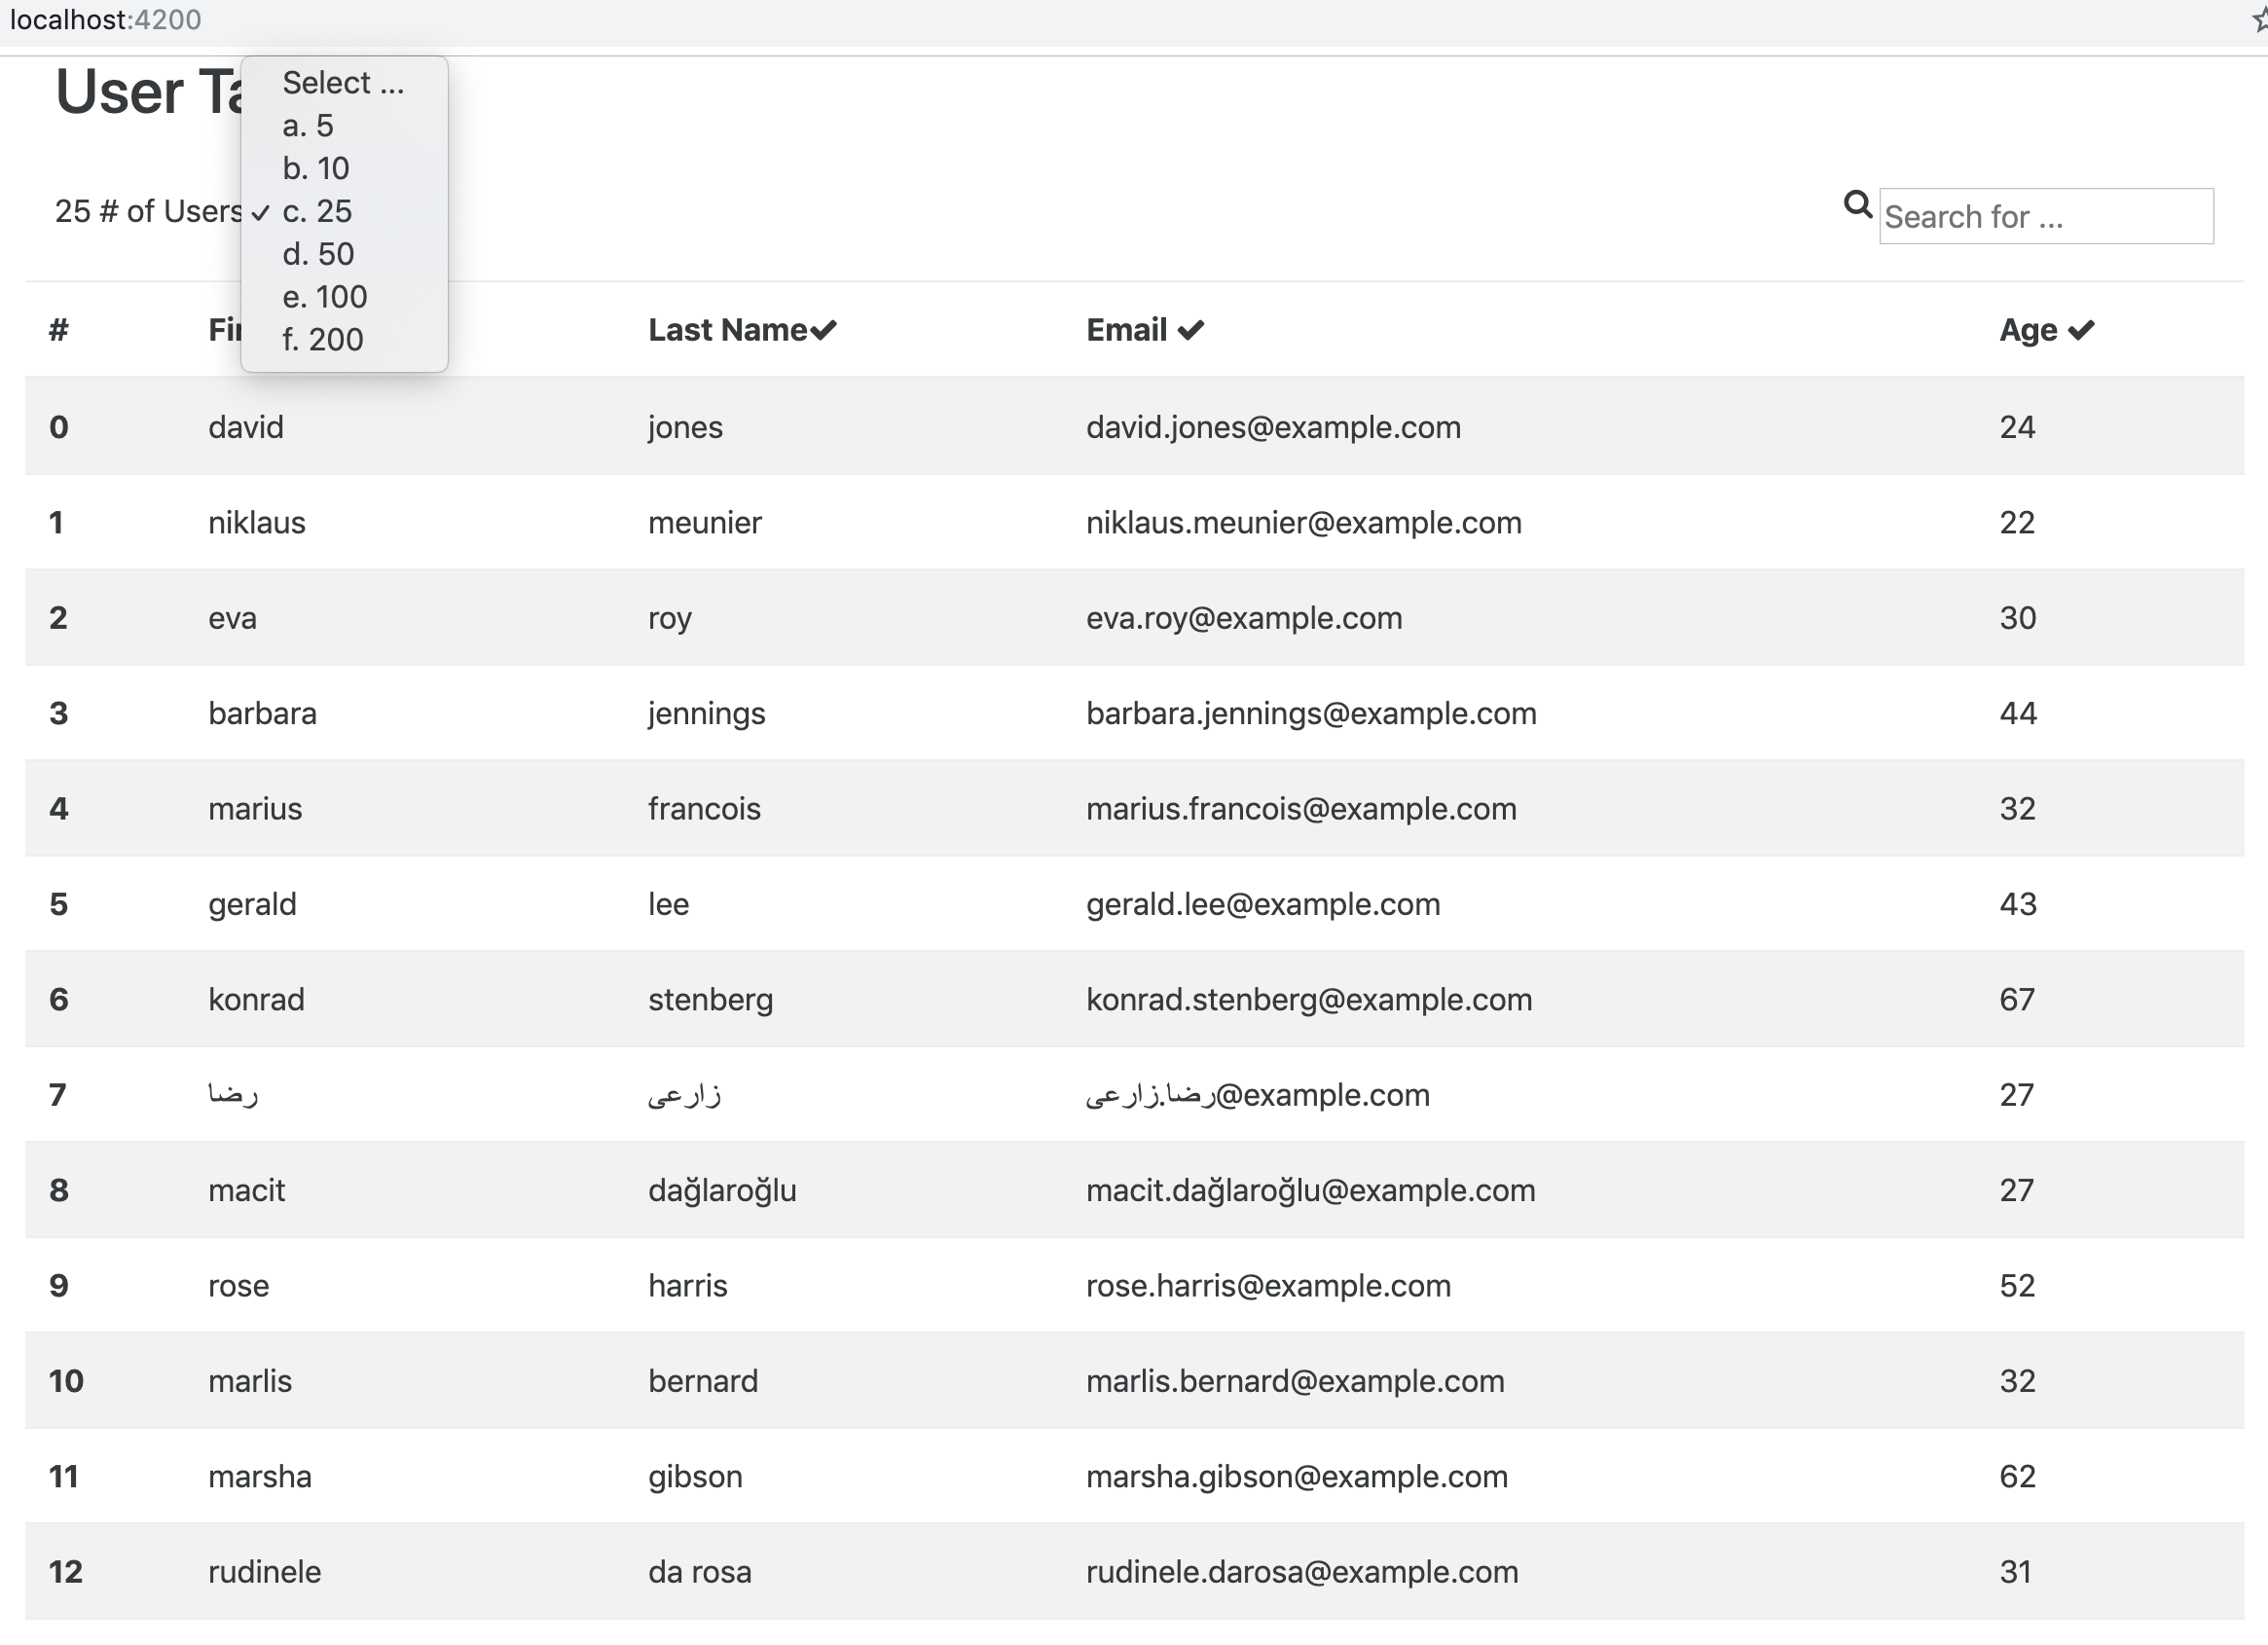 localhost:4200
User Ta
Select ...
a. 5
b. 10
25 # of Users ✓ c. 25
d. 50
e. 100
f. 200
Search for ...
# Fir Last Name✔ Email ✔ Age ✔
0 david jones david.jones@example.com 24
1 niklaus meunier niklaus.meunier@example.com 22
2 eva roy eva.roy@example.com 30
3 barbara jennings barbara.jennings@example.com 44
4 marius francois marius.francois@example.com 32
5 gerald lee gerald.lee@example.com 43
6 konrad stenberg konrad.stenberg@example.com 67
7 رضا زارعی رضا.زارعی@example.com 27
8 macit dağlaroğlu macit.dağlaroğlu@example.com 27
9 rose harris rose.harris@example.com 52
10 marlis bernard marlis.bernard@example.com 32
11 marsha gibson marsha.gibson@example.com 62
12 rudinele da rosa rudinele.darosa@example.com 31